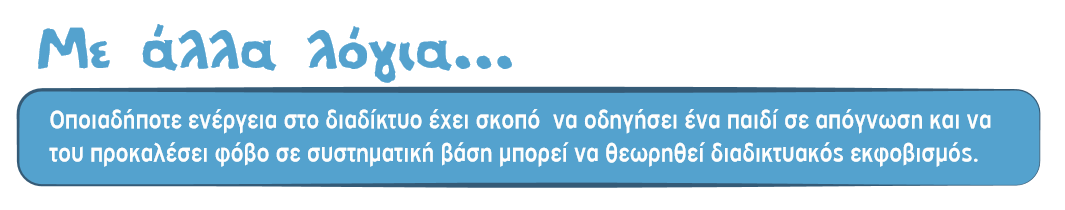 Με άλλα λόγια...
Οποιαδήποτε ενέργεια στο διαδίκτυο έχει σκοπό να οδηγήσει ένα παιδί σε απόγνωση και να
του προκαλέσει φόβο σε συστηματική βάση μπορεί να θεωρηθεί διαδικτυακός εκφοβισμός.